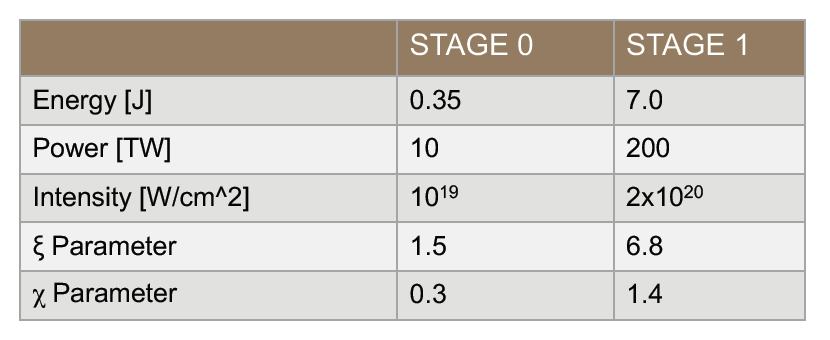 STAGE 0 STAGE 1
Energy [J] 0.35 7.0
Power [TW] 10 200
Intensity [W/cm^2] 10¹⁹ 2x10²⁰
ξ Parameter 1.5 6.8
χ Parameter 0.3 1.4